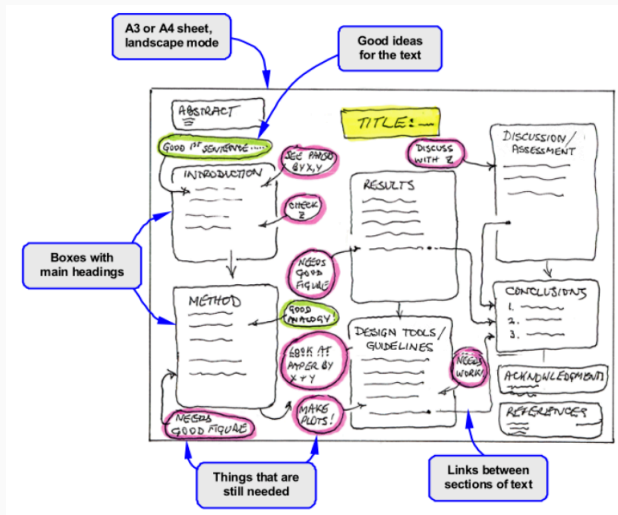 A3 or A4 sheet,
landscape mode
Good ideas
for the text
ABSTRACT
TITLE:
GOOD 1ST SENTENCE
INTRODUCTION
SEE PAPER
BY X,Y
CHECK
Z
DISCUSS
WITH Z
DISCUSSION/
ASSESSMENT
RESULTS
Boxes with
main headings
METHOD
NEEDS
GOOD
FIGURE
GOOD
ANALOGY!
LOOK AT
PAPER BY
X + Y
DESIGN TOOLS/
GUIDELINES
CONCLUSIONS
1.
2.
3.
NEEDS
WORK!
ACKNOWLEDGMENT
REFERENCES
NEEDS
GOOD FIGURE
MAKE
PLOTS!
Things that are
still needed
Links between
sections of text